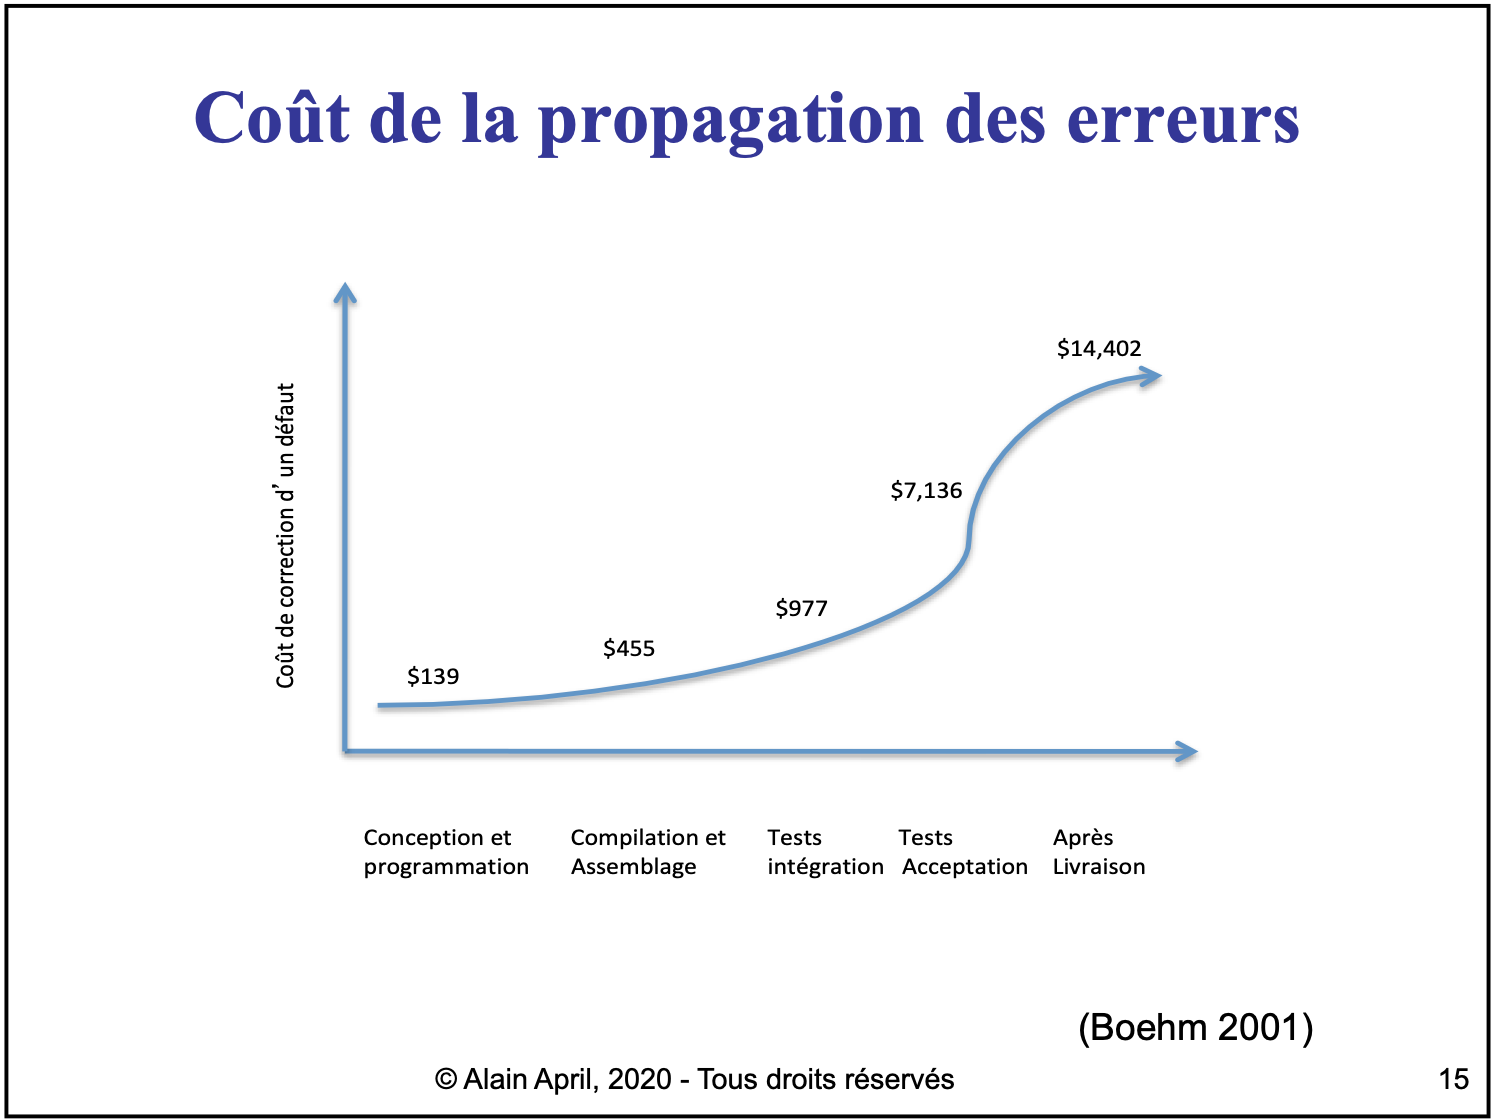 Coût de la propagation des erreurs
Coût de correction d’ un défaut
$14,402
$7,136
$977
$455
$139
Conception et
programmation
Compilation et
Assemblage
Tests
intégration
Tests
Acceptation
Après
Livraison
(Boehm 2001)
© Alain April, 2020 - Tous droits réservés
15